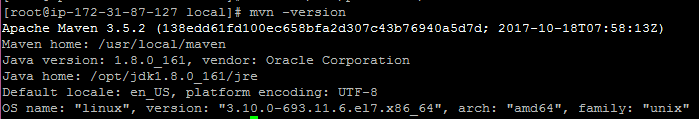 [root@ip-172-31-87-127 local]# mvn -version
Apache Maven 3.5.2 (138edd61fd100ec658bfa2d307c43b76940a5d7d; 2017-10-18T07:58:13Z)
Maven home: /usr/local/maven
Java version: 1.8.0_161, vendor: Oracle Corporation
Java home: /opt/jdk1.8.0_161/jre
Default locale: en_US, platform encoding: UTF-8
OS name: "linux", version: "3.10.0-693.11.6.el7.x86_64", arch: "amd64", family: "unix"